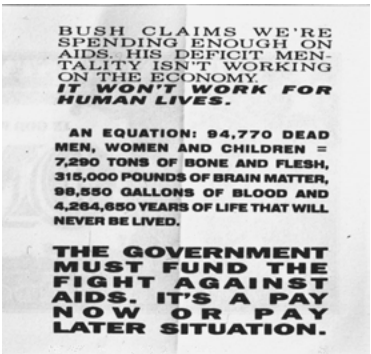 BUSH CLAIMS WE'RE
SPENDING ENOUGH ON
AIDS. HIS DEFICIT MEN-
TALITY ISN'T WORKING
ON THE ECONOMY.
IT WON'T WORK FOR
HUMAN LIVES.
AN EQUATION: 94,770 DEAD
MEN, WOMEN AND CHILDREN =
7,290 TONS OF BONE AND FLESH,
315,000 POUNDS OF BRAIN MATTER,
98,550 GALLONS OF BLOOD AND
4,264,650 YEARS OF LIFE THAT WILL
NEVER BE LIVED.
THE GOVERNMENT
MUST FUND THE
FIGHT AGAINST
AIDS. IT'S A PAY
NOW OR PAY
LATER SITUATION.